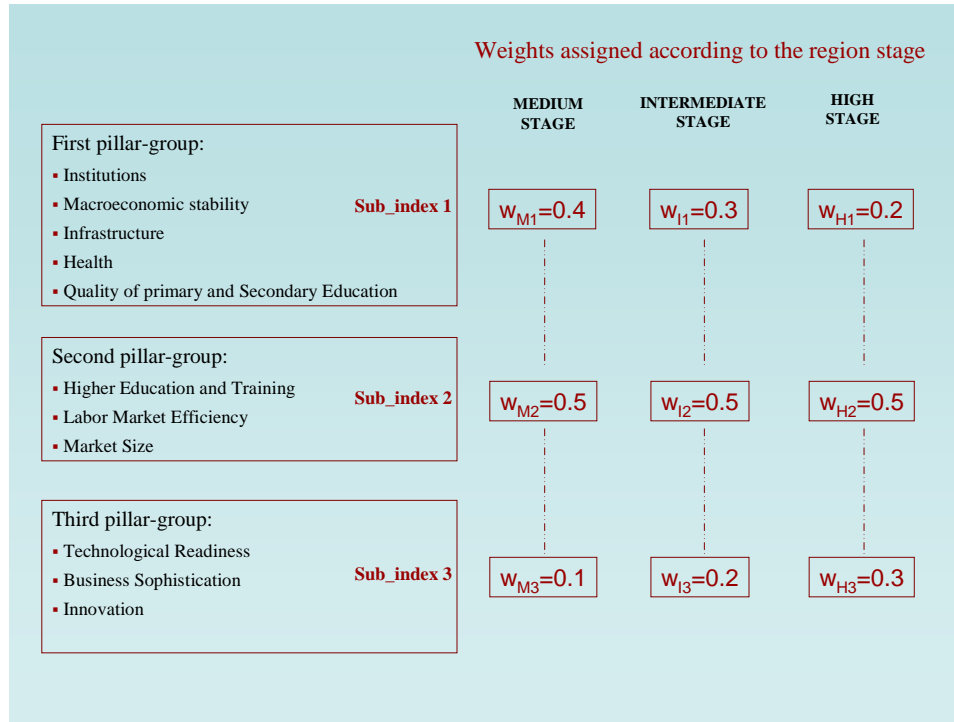 Weights assigned according to the region stage
MEDIUM
STAGE
INTERMEDIATE
STAGE
HIGH
STAGE
First pillar-group:
▪ Institutions
▪ Macroeconomic stability
▪ Infrastructure
▪ Health
▪ Quality of primary and Secondary Education
Sub_index 1
wM1=0.4
wI1=0.3
wH1=0.2
Second pillar-group:
▪ Higher Education and Training
▪ Labor Market Efficiency
▪ Market Size
Sub_index 2
wM2=0.5
wI2=0.5
wH2=0.5
Third pillar-group:
▪ Technological Readiness
▪ Business Sophistication
▪ Innovation
Sub_index 3
wM3=0.1
wI3=0.2
wH3=0.3